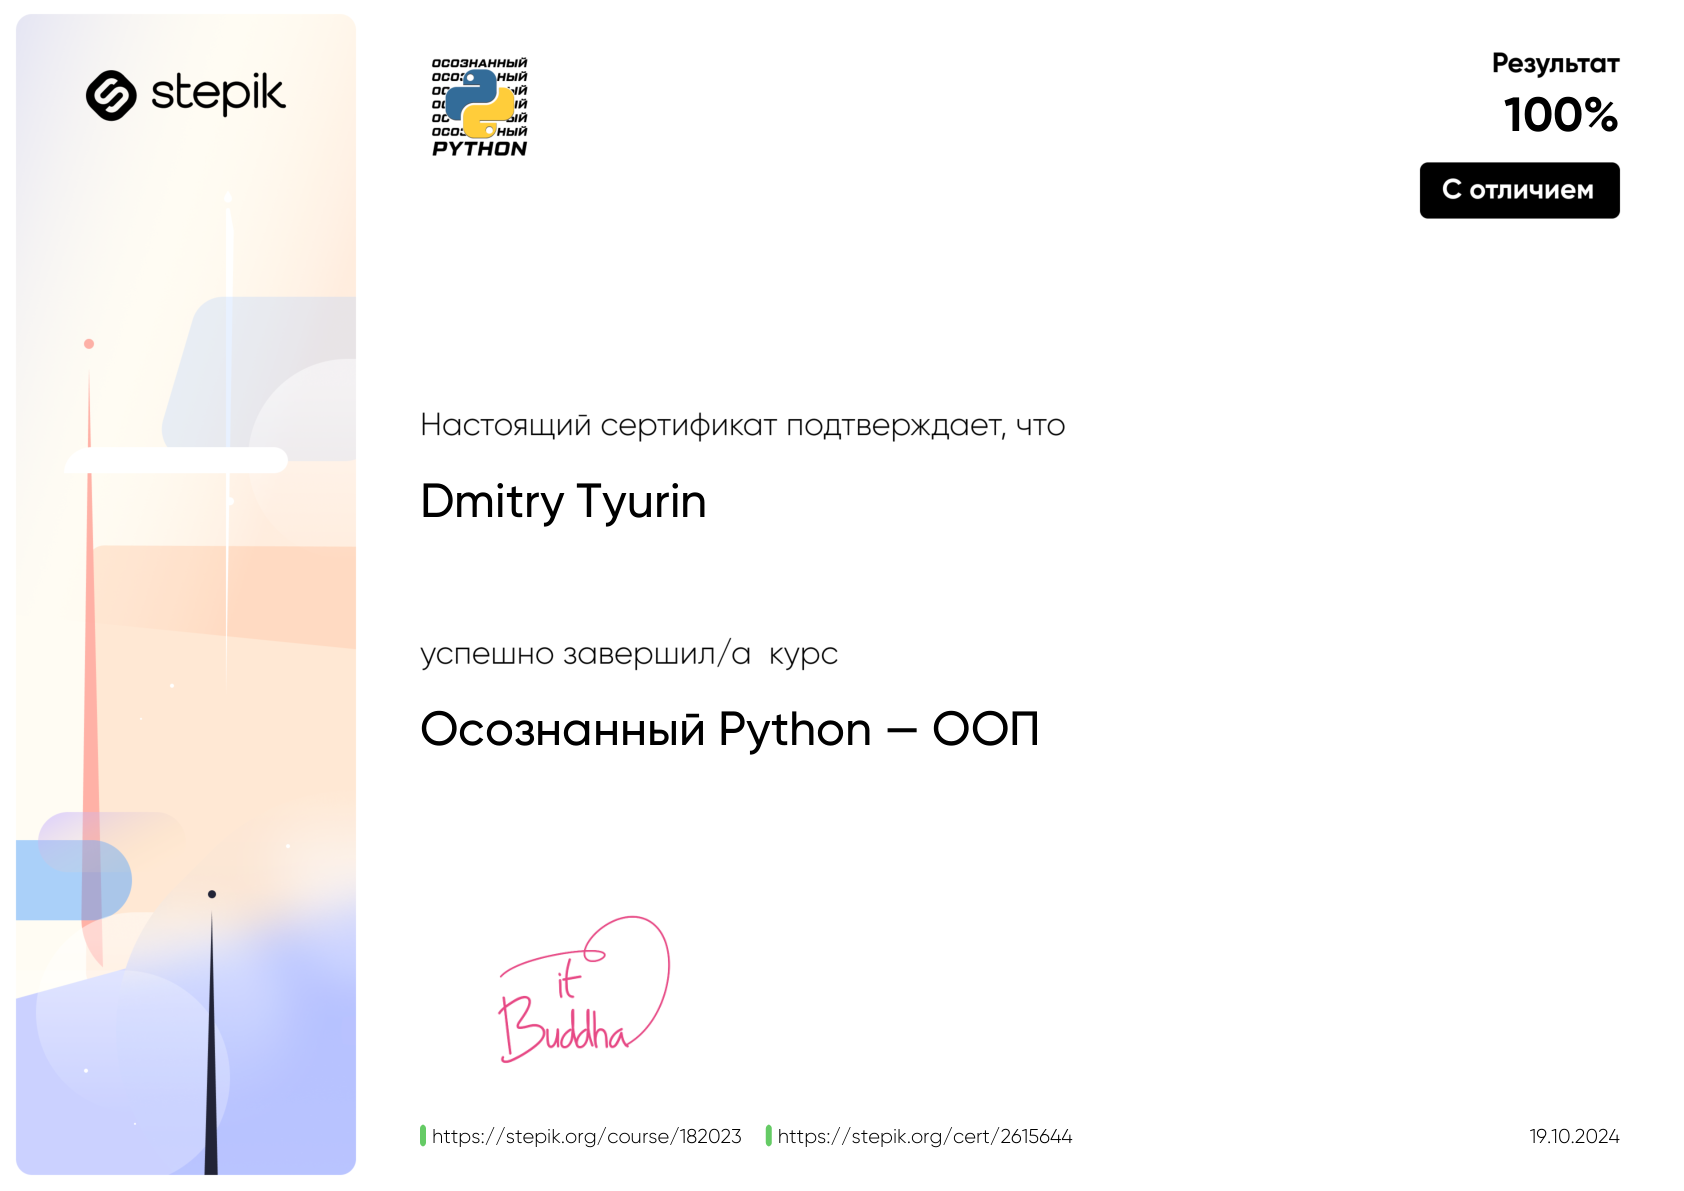 stepik
ОСОЗНАННЫЙ
PYTHON
Результат
100%
С отличием
Настоящий сертификат подтверждает, что
Dmitry Tyurin
успешно завершил/а курс
Осознанный Python — ООП
it
Buddha
https://stepik.org/course/182023 https://stepik.org/cert/2615644
19.10.2024